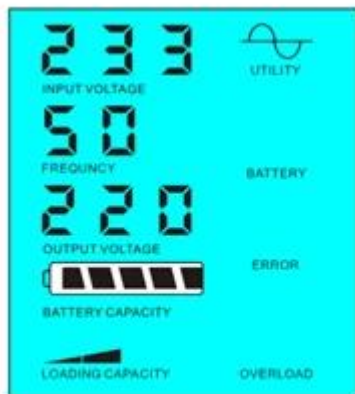 233
UTILITY
INPUT VOLTAGE
50
FREQUNCY
BATTERY
220
OUTPUT VOLTAGE
ERROR
BATTERY CAPACITY
LOADING CAPACITY
OVERLOAD